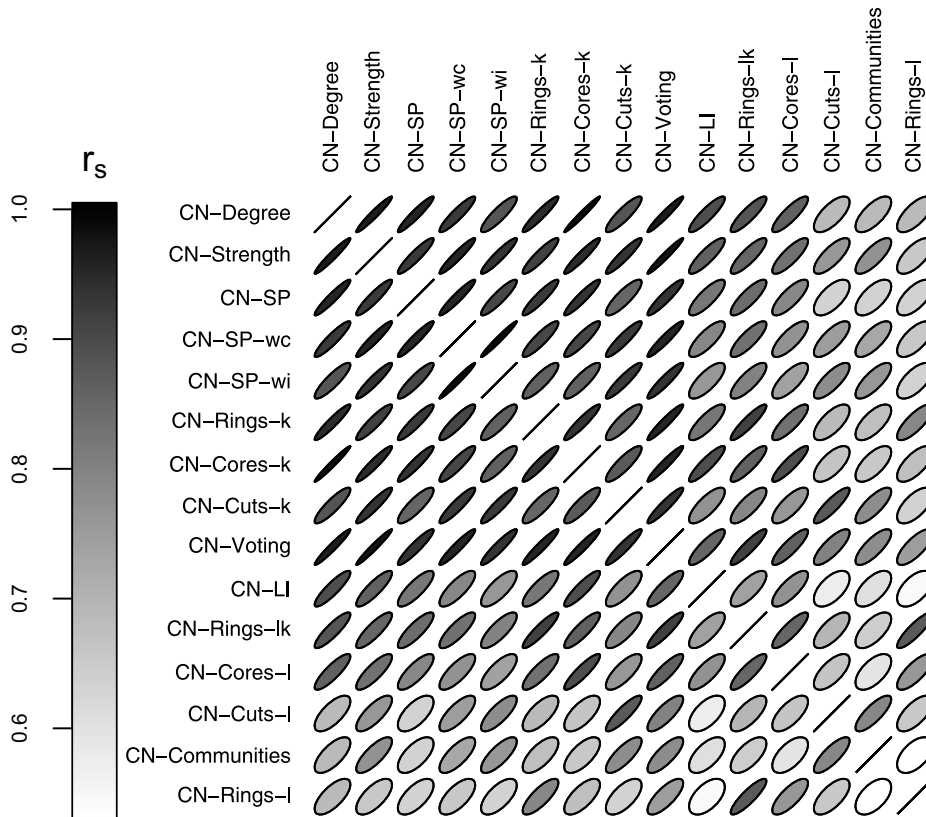 CN–Degree
CN–Strength
CN–SP
CN–SP–wc
CN–SP–wi
CN–Rings–k
CN–Cores–k
CN–Cuts–k
CN–Voting
CN–LI
CN–Rings–lk
CN–Cores–l
CN–Cuts–l
CN–Communities
CN–Rings–l
rs
1.0
0.9
0.8
0.7
0.6
CN–Degree
CN–Strength
CN–SP
CN–SP–wc
CN–SP–wi
CN–Rings–k
CN–Cores–k
CN–Cuts–k
CN–Voting
CN–LI
CN–Rings–lk
CN–Cores–l
CN–Cuts–l
CN–Communities
CN–Rings–l